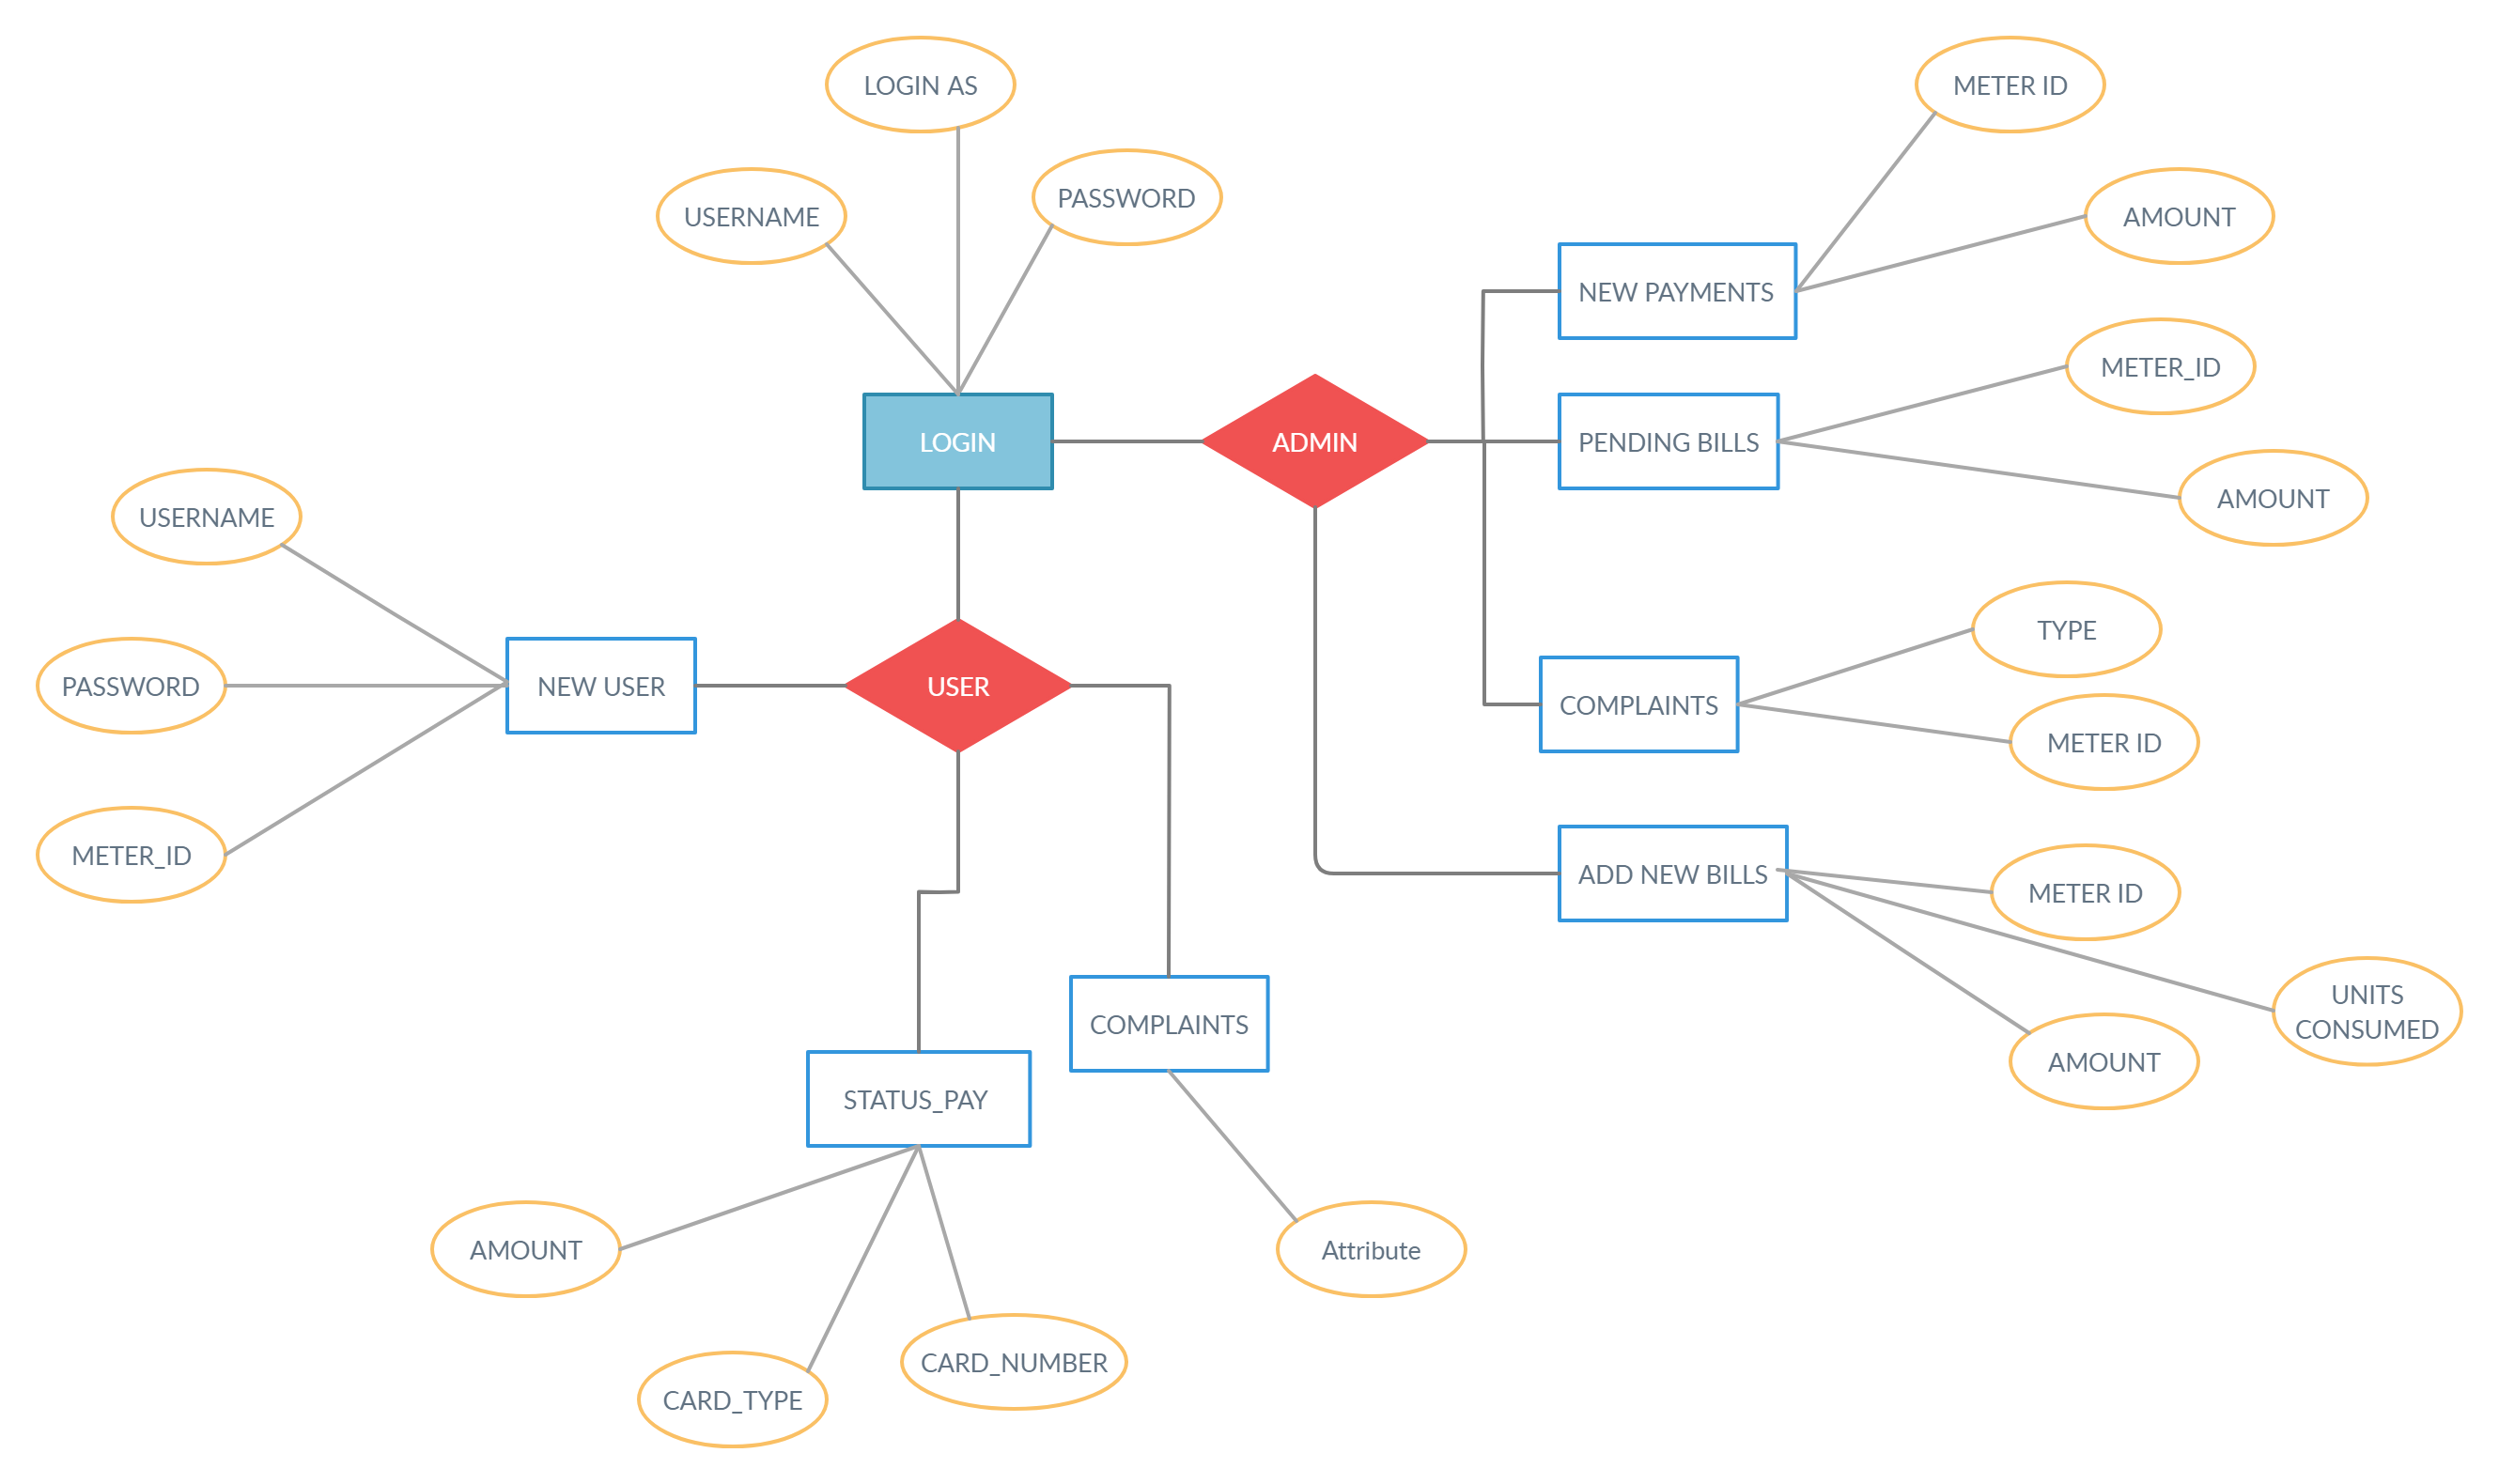 LOGIN AS
METER ID
USERNAME
PASSWORD
AMOUNT
NEW PAYMENTS
METER_ID
LOGIN
ADMIN
PENDING BILLS
AMOUNT
USERNAME
TYPE
PASSWORD
NEW USER
USER
COMPLAINTS
METER ID
METER_ID
ADD NEW BILLS
METER ID
UNITS
CONSUMED
COMPLAINTS
AMOUNT
STATUS_PAY
AMOUNT
Attribute
CARD_NUMBER
CARD_TYPE